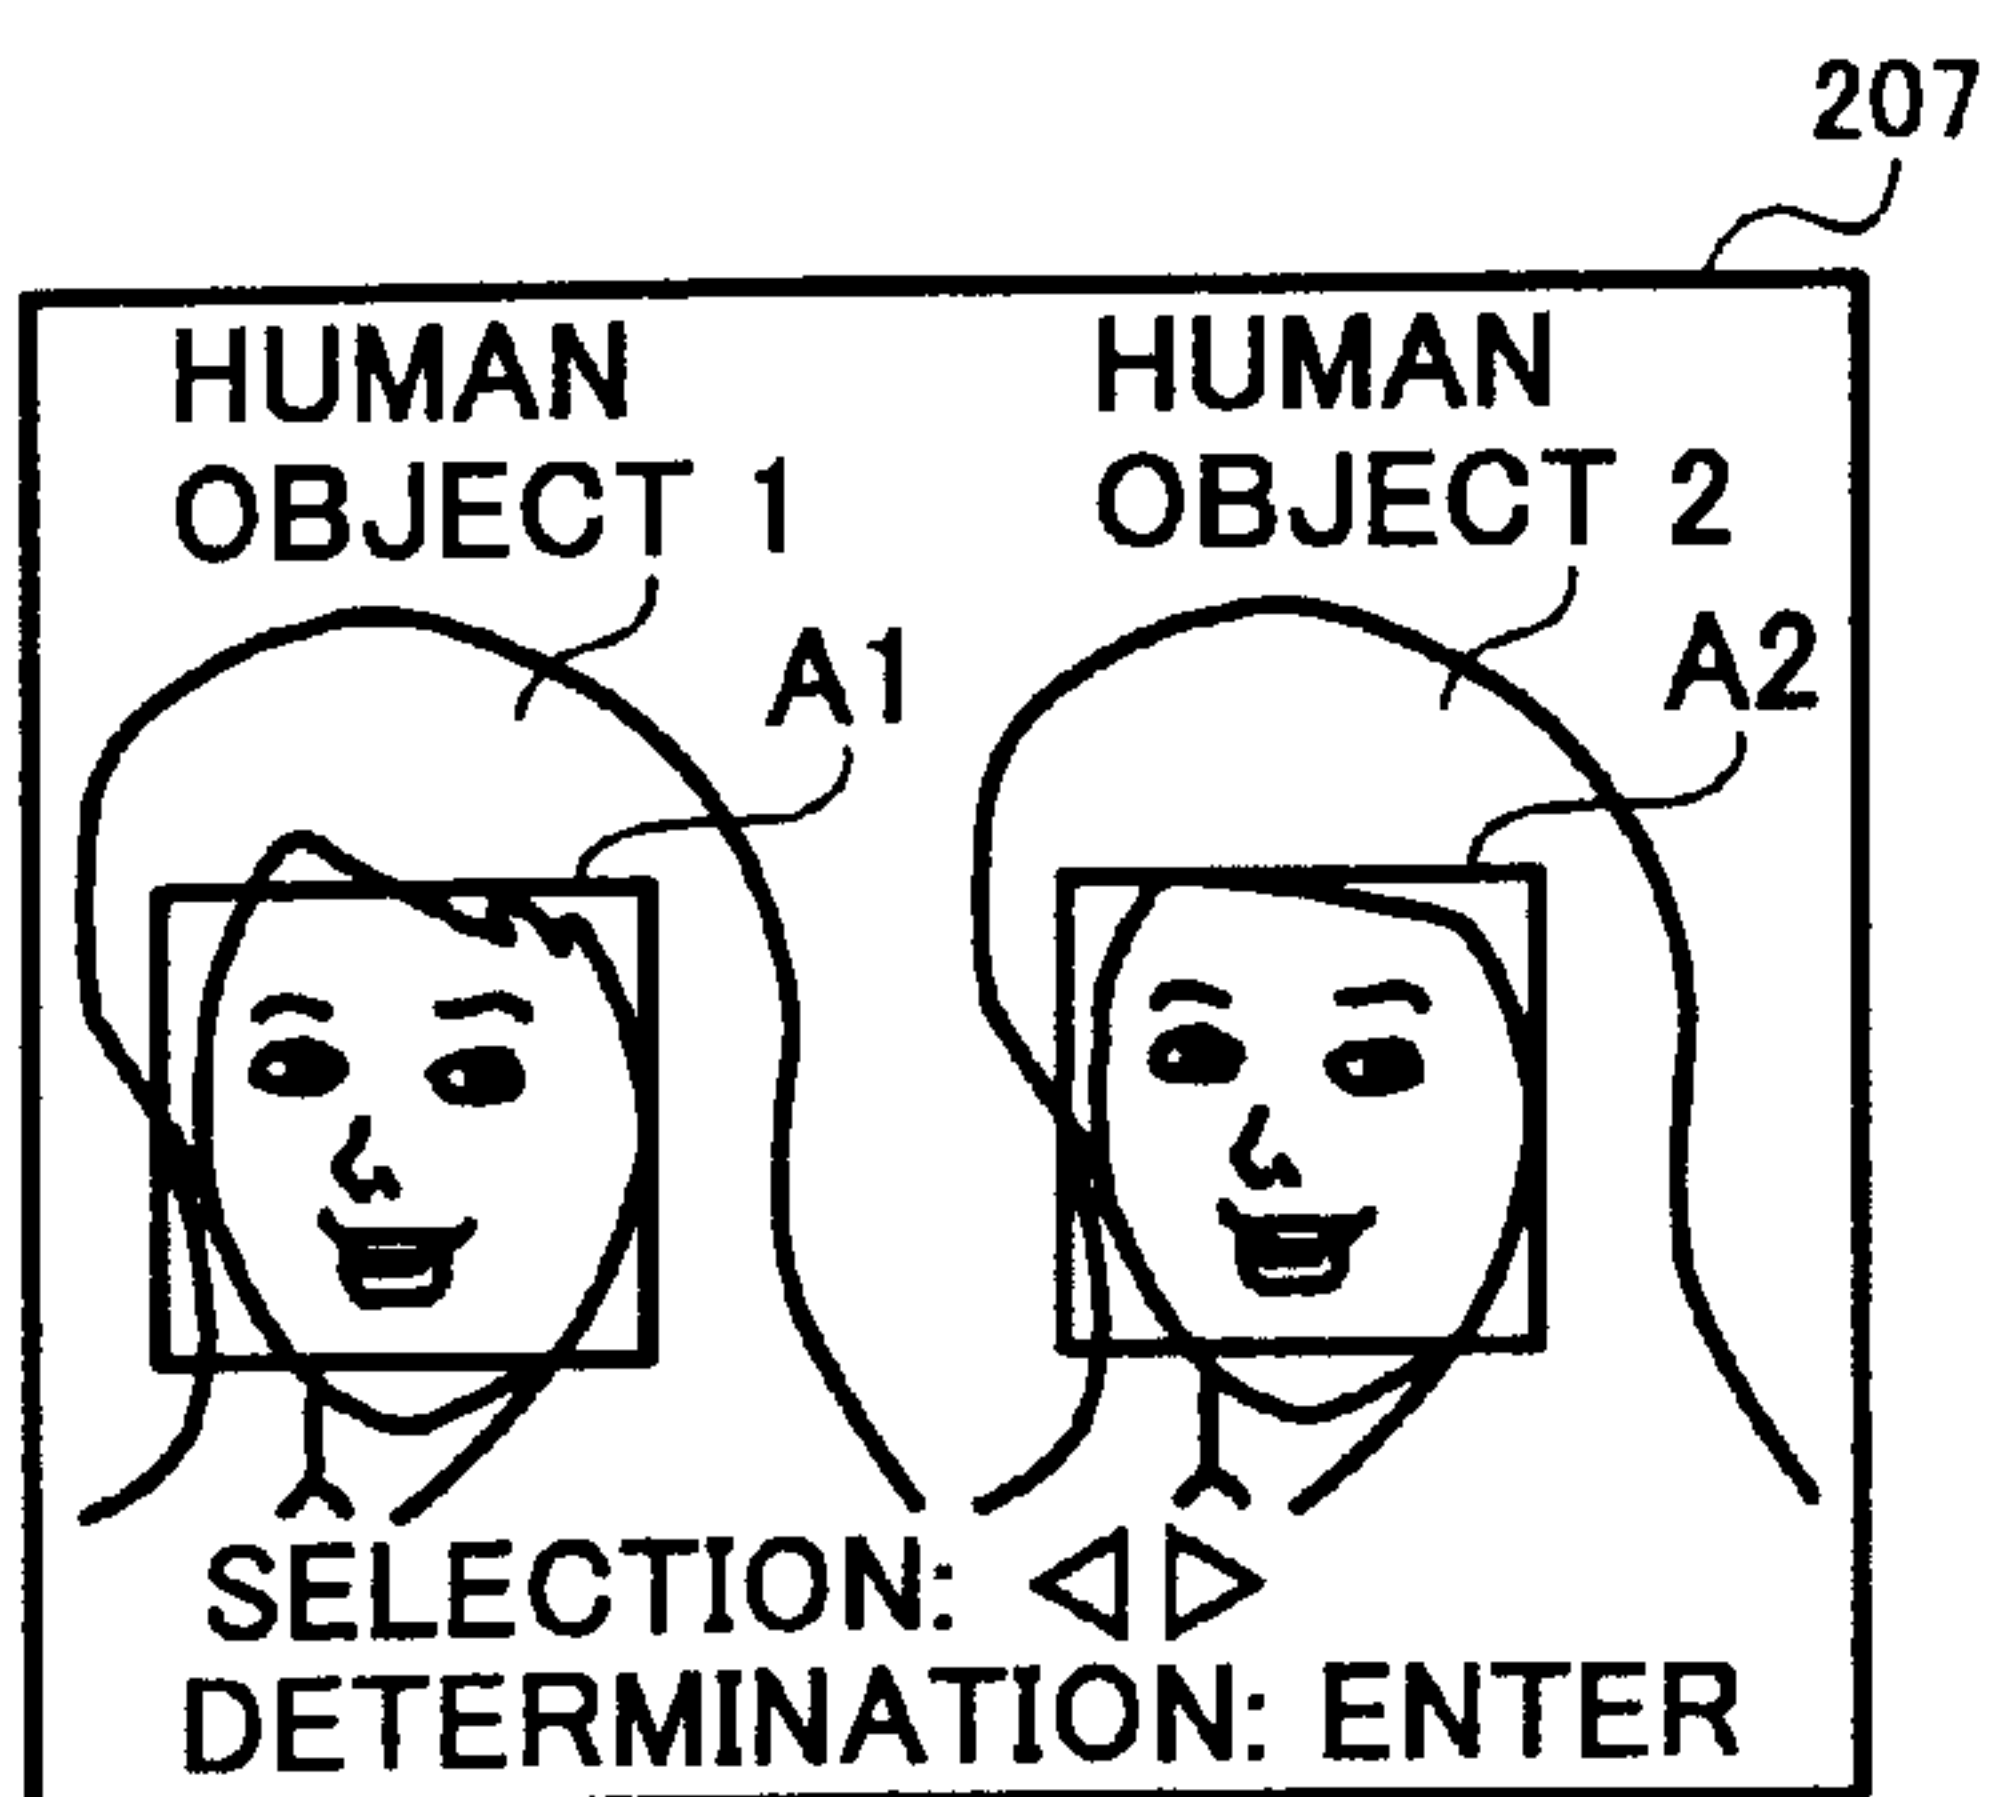 207
HUMAN
OBJECT 1
HUMAN
OBJECT 2
A1
A2
SELECTION: ◁ ▷
DETERMINATION: ENTER